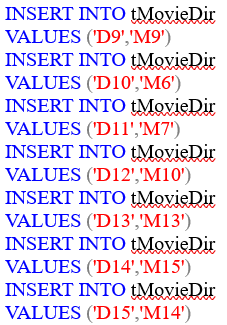 INSERT INTO tMovieDir
VALUES ('D9','M9')
INSERT INTO tMovieDir
VALUES ('D10','M6')
INSERT INTO tMovieDir
VALUES ('D11','M7')
INSERT INTO tMovieDir
VALUES ('D12','M10')
INSERT INTO tMovieDir
VALUES ('D13','M13')
INSERT INTO tMovieDir
VALUES ('D14','M15')
INSERT INTO tMovieDir
VALUES ('D15','M14')